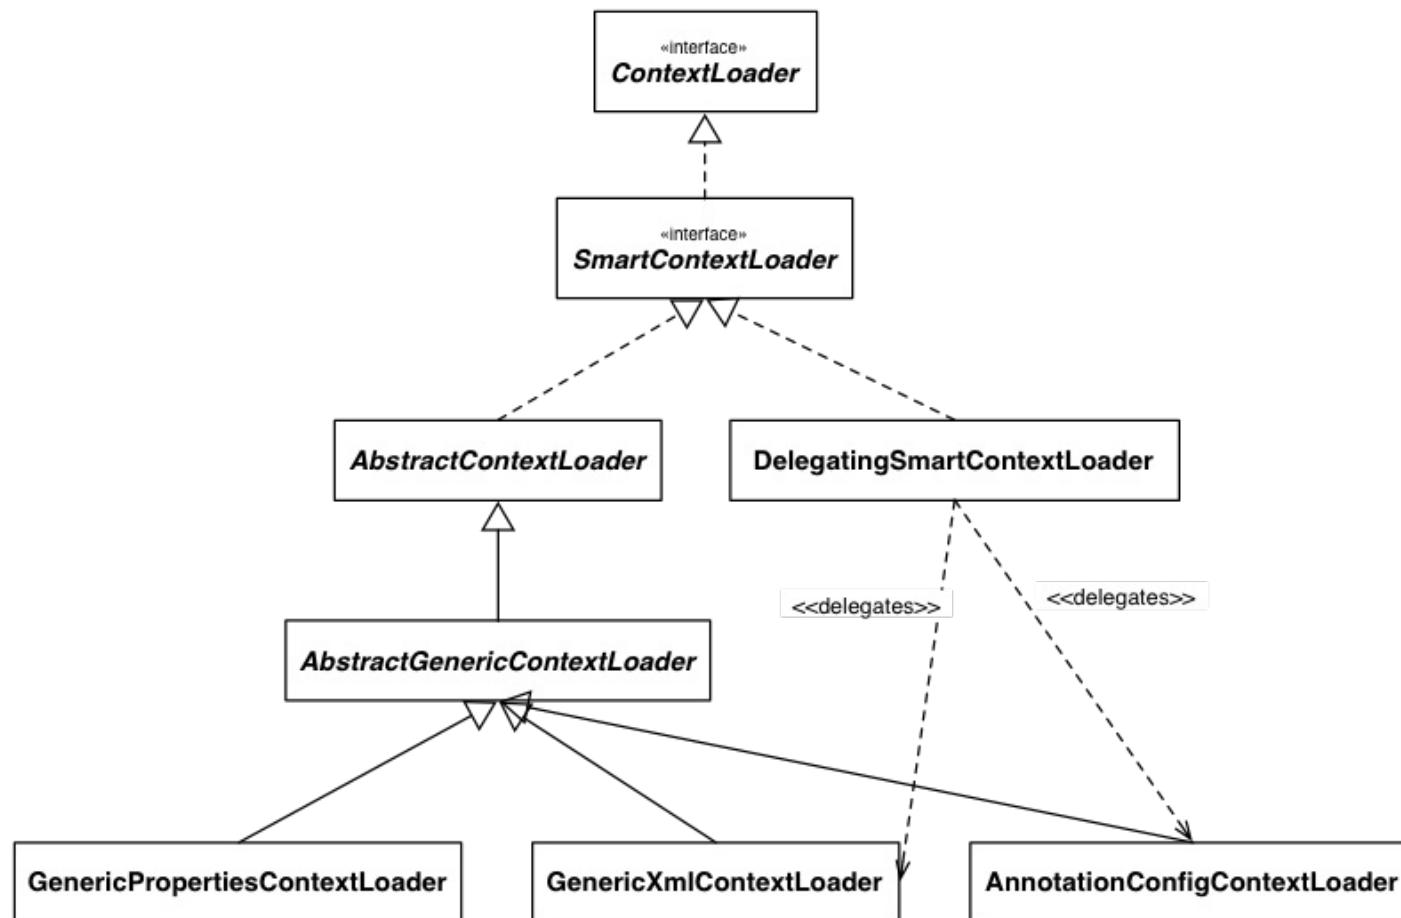 «interface»
ContextLoader
«interface»
SmartContextLoader
AbstractContextLoader
DelegatingSmartContextLoader
<<delegates>>
<<delegates>>
AbstractGenericContextLoader
GenericPropertiesContextLoader
GenericXmlContextLoader
AnnotationConfigContextLoader